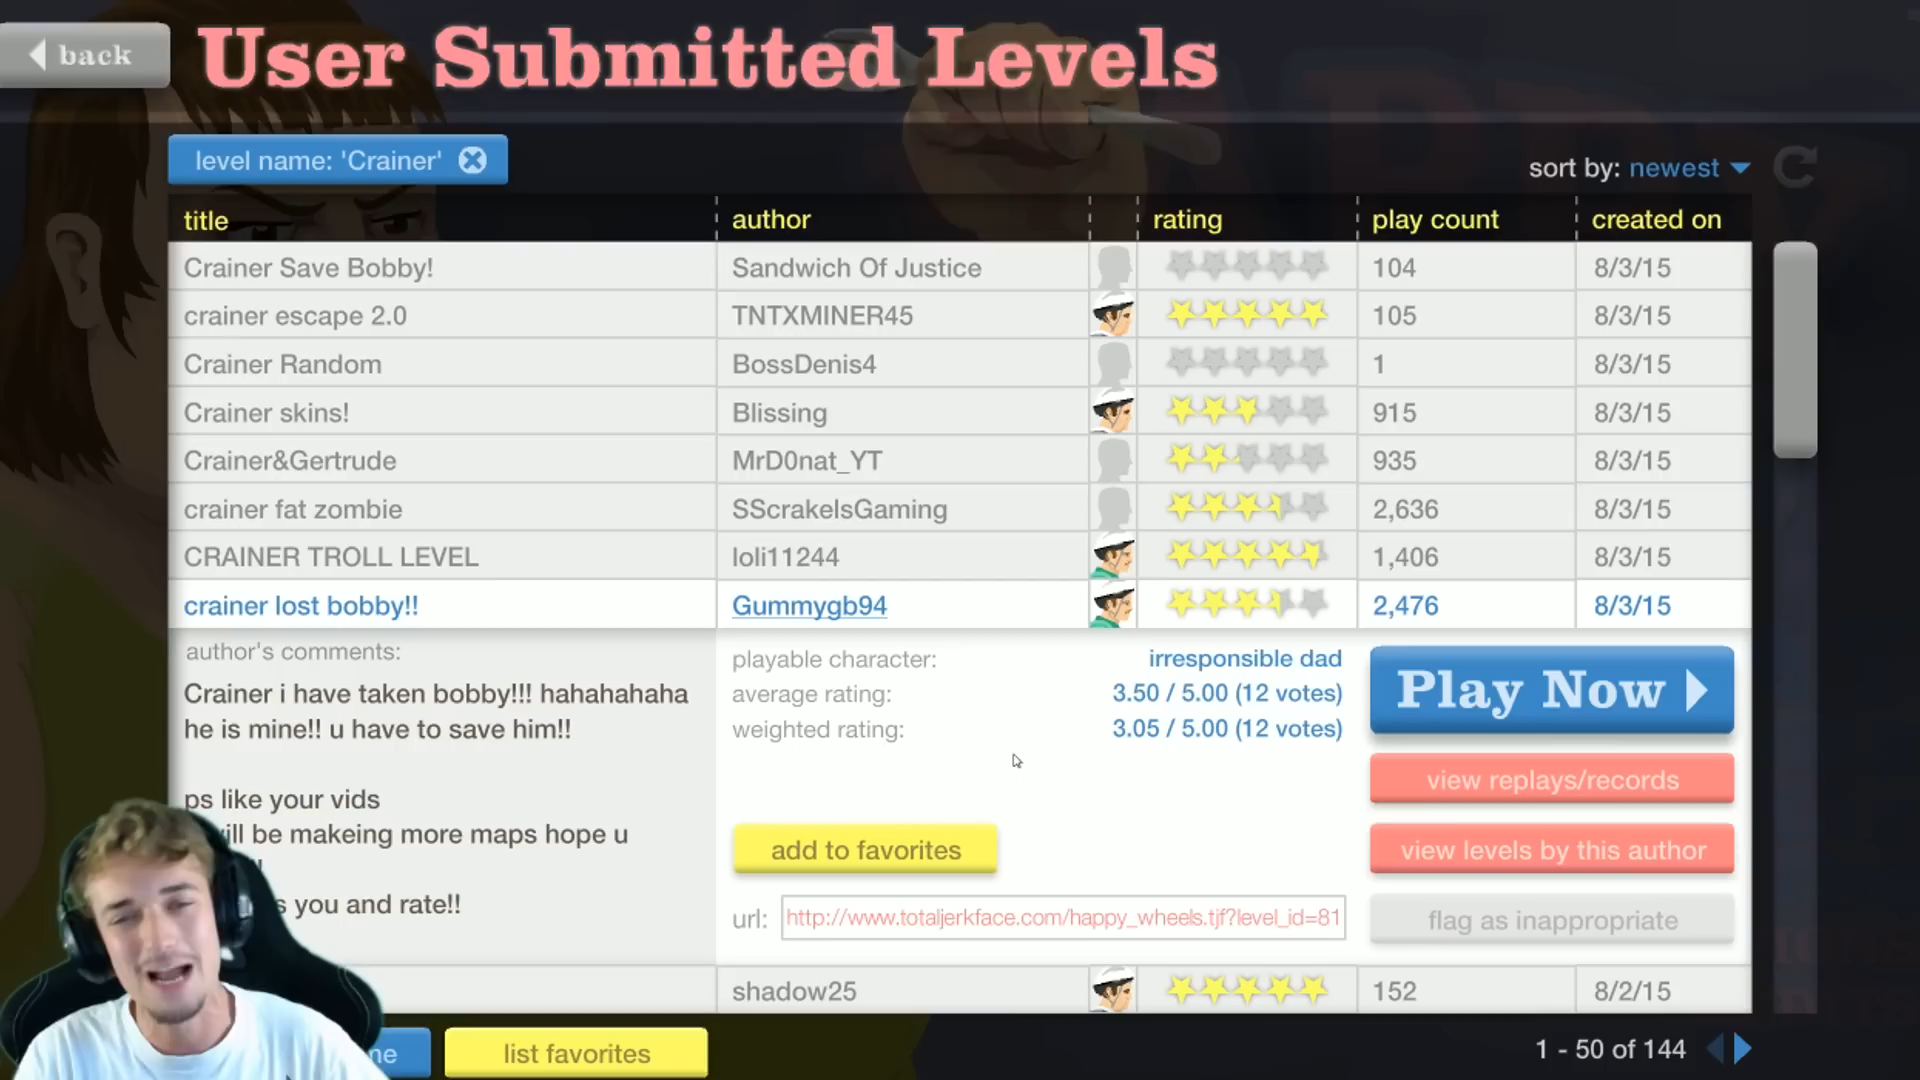 back
User Submitted Levels
level name: 'Crainer'
sort by: newest
title author rating play count created on
Crainer Save Bobby! Sandwich Of Justice 104 8/3/15
crainer escape 2.0 TNTXMINER45 105 8/3/15
Crainer Random BossDenis4 1 8/3/15
Crainer skins! Blissing 915 8/3/15
Crainer&Gertrude MrD0nat_YT 935 8/3/15
crainer fat zombie SScrakelsGaming 2,636 8/3/15
CRAINER TROLL LEVEL loli11244 1,406 8/3/15
crainer lost bobby!! Gummygb94 2,476 8/3/15
author's comments:
Crainer i have taken bobby!!! hahahahaha
he is mine!! u have to save him!!
ps like your vids
be makeing more maps hope u
you and rate!!
playable character: irresponsible dad
average rating: 3.50 / 5.00 (12 votes)
weighted rating: 3.05 / 5.00 (12 votes)
add to favorites
url: http://www.totaljerkface.com/happy_wheels.tjf?level_id=81
Play Now
view replays/records
view levels by this author
flag as inappropriate
shadow25 152 8/2/15
list favorites
1 - 50 of 144